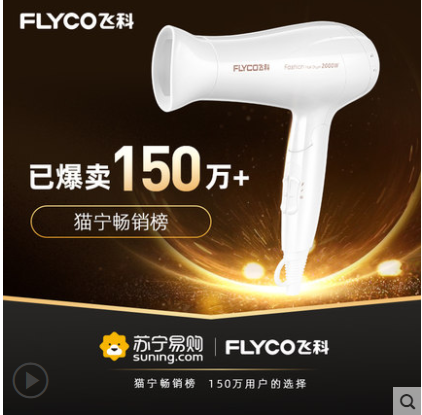 FLYCO飞科
FLYCO飞科
2000W
已爆卖150万+
猫宁畅销榜
苏宁易购
suning.com
FLYCO飞科
猫宁畅销榜 150万用户的选择